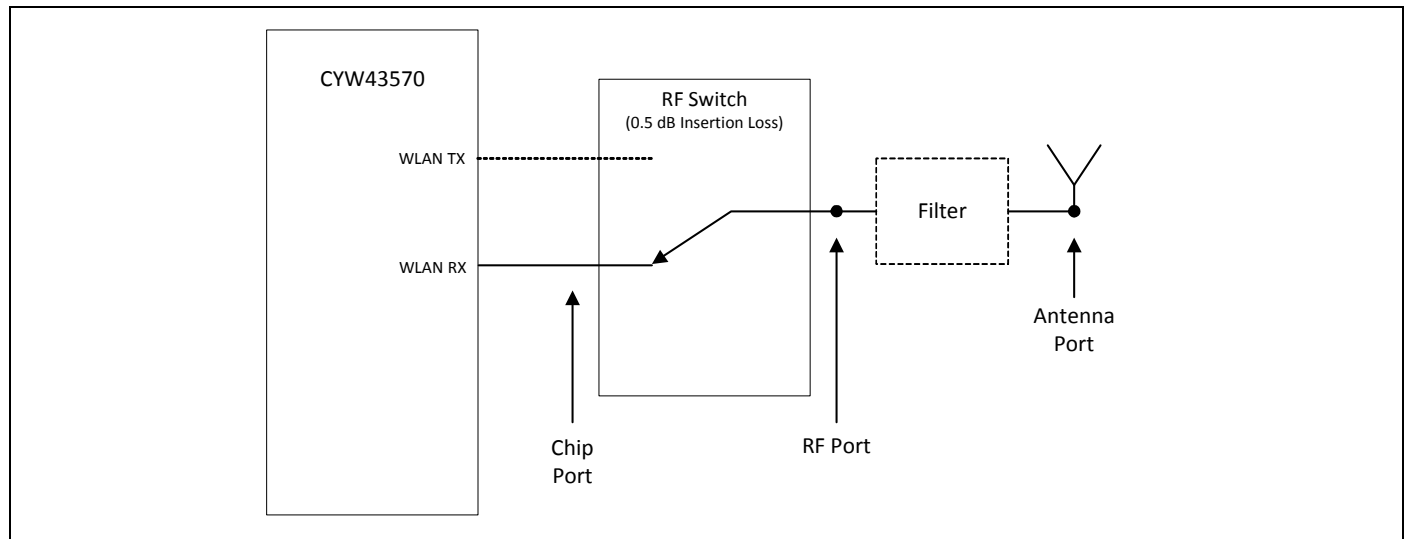 CYW43570
RF Switch
(0.5 dB Insertion Loss)
WLAN TX
Filter
WLAN RX
Antenna
Port
RF Port
Chip
Port